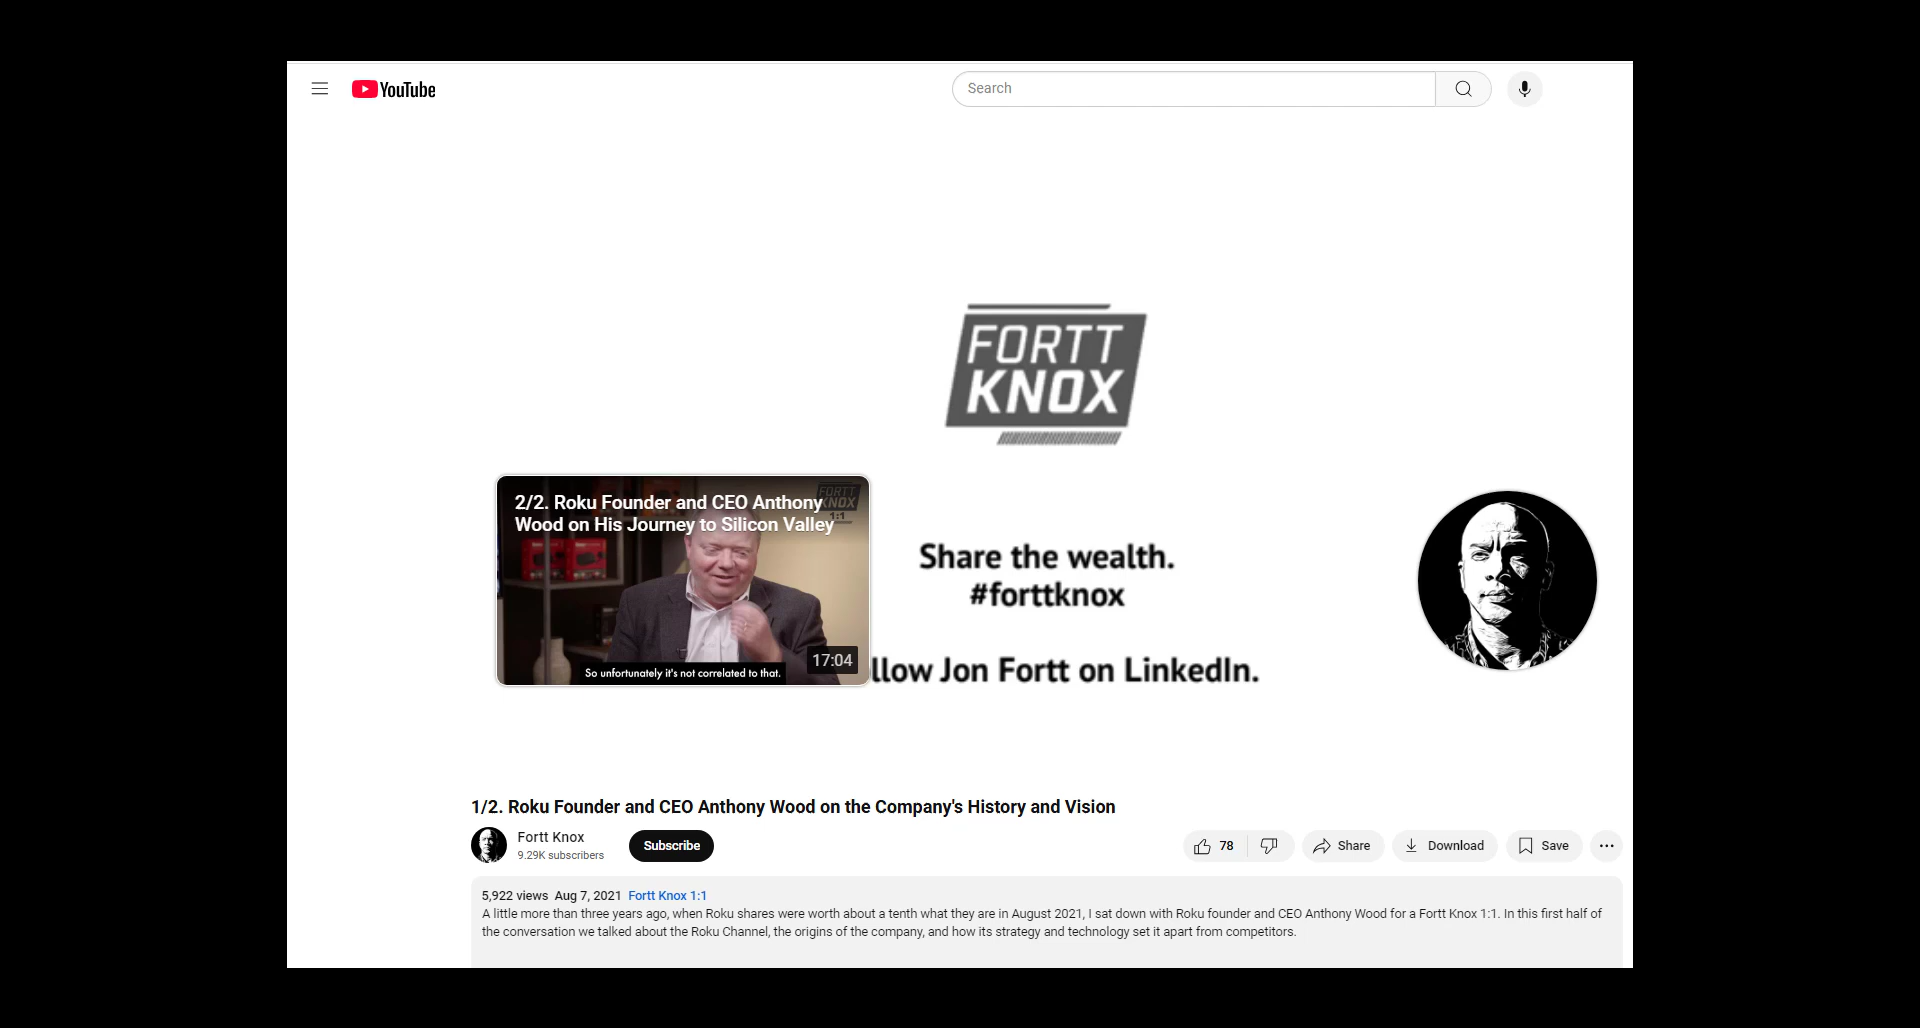 YouTube
Search
FORTT
KNOX
2/2. Roku Founder and CEO Anthony
Wood on His Journey to Silicon Valley
FORTT
KNOX
1:1
So unfortunately it's not correlated to that.
17:04
Share the wealth.
#forttknox
llow Jon Fortt on LinkedIn.
1/2. Roku Founder and CEO Anthony Wood on the Company's History and Vision
Fortt Knox
9.29K subscribers
Subscribe
78
Share
Download
Save
5,922 views Aug 7, 2021 Fortt Knox 1:1
A little more than three years ago, when Roku shares were worth about a tenth what they are in August 2021, I sat down with Roku founder and CEO Anthony Wood for a Fortt Knox 1:1. In this first half of
the conversation we talked about the Roku Channel, the origins of the company, and how its strategy and technology set it apart from competitors.